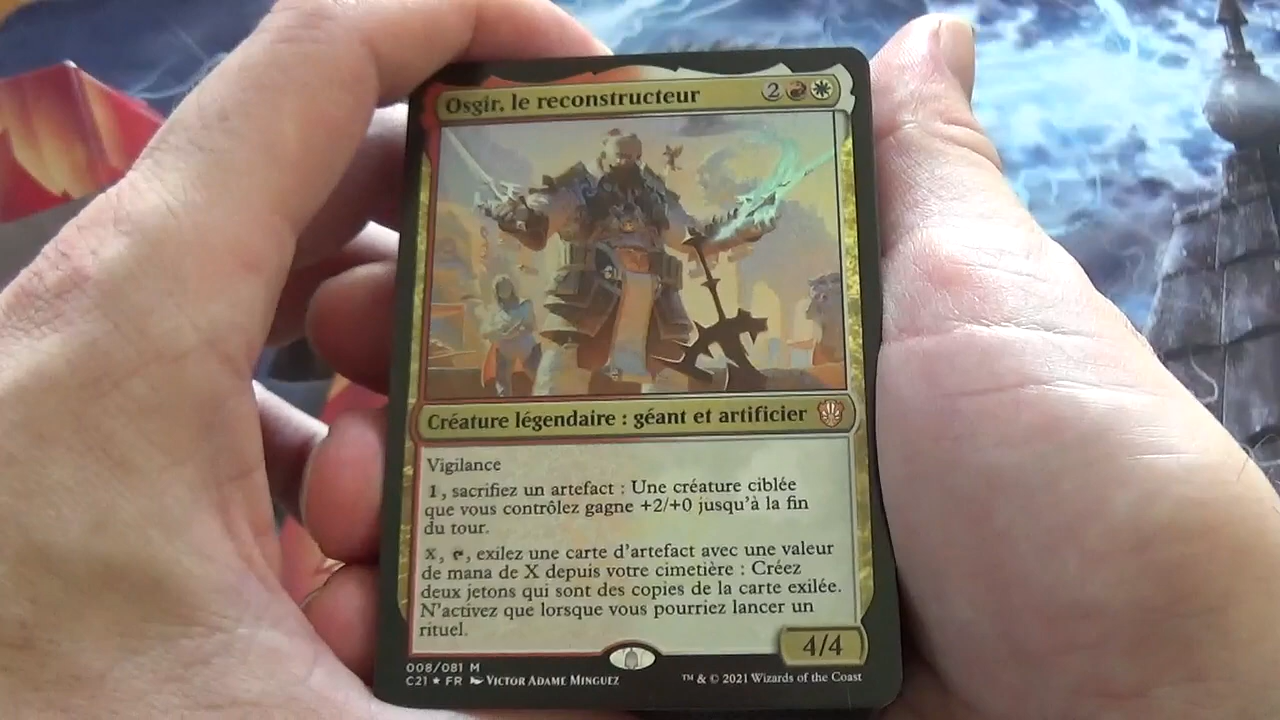 Osgir, le reconstructeur 2
Créature légendaire : géant et artificier
Vigilance
1, sacrifiez un artefact : Une créature ciblée
que vous contrôlez gagne +2/+0 jusqu'à la fin
du tour.
X, T, exilez une carte d'artefact avec une valeur
de mana de X depuis votre cimetière : Créez
deux jetons qui sont des copies de la carte exilée.
N'activez que lorsque vous pourriez lancer un
rituel.
4/4
008/081 M
C21 ★ FR Victor Adame Minguez
™ & © 2021 Wizards of the Coast